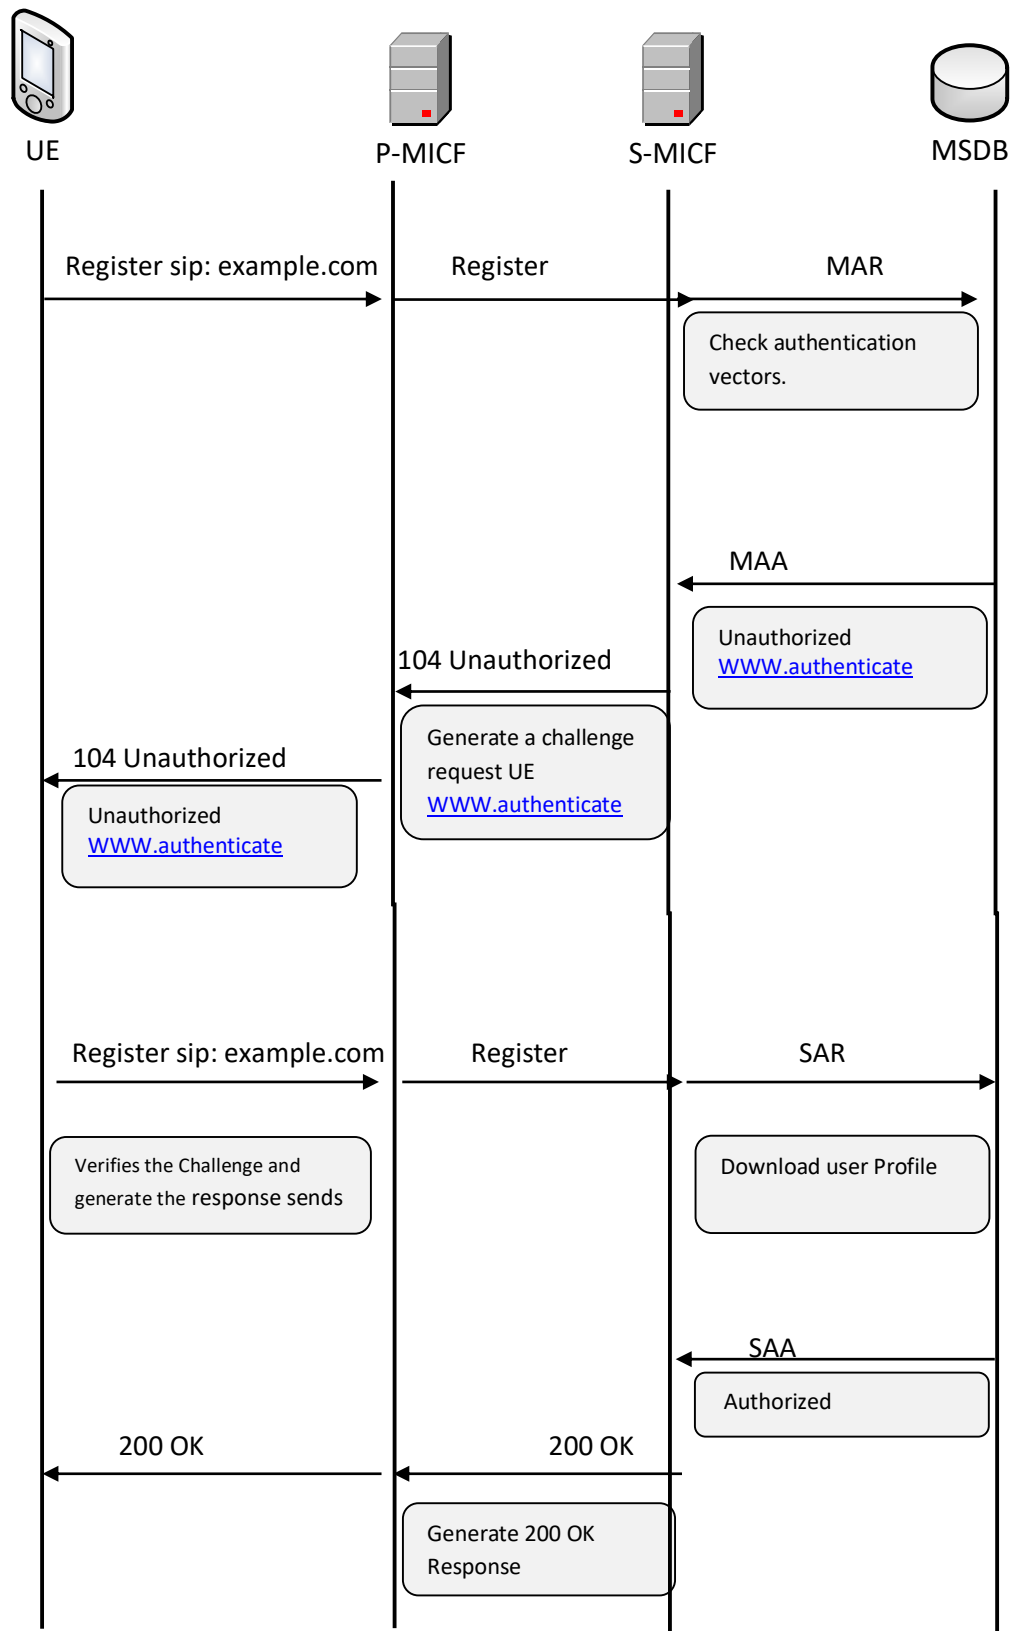 UE
P-MICF
S-MICF
MSDB
Register sip: example.com
Register
MAR
Check authentication
vectors.
MAA
Unauthorized
WWW.authenticate
104 Unauthorized
Generate a challenge
request UE
WWW.authenticate
104 Unauthorized
Unauthorized
WWW.authenticate
Register sip: example.com
Register
SAR
Verifies the Challenge and
generate the response sends
Download user Profile
SAA
Authorized
200 OK
200 OK
Generate 200 OK
Response